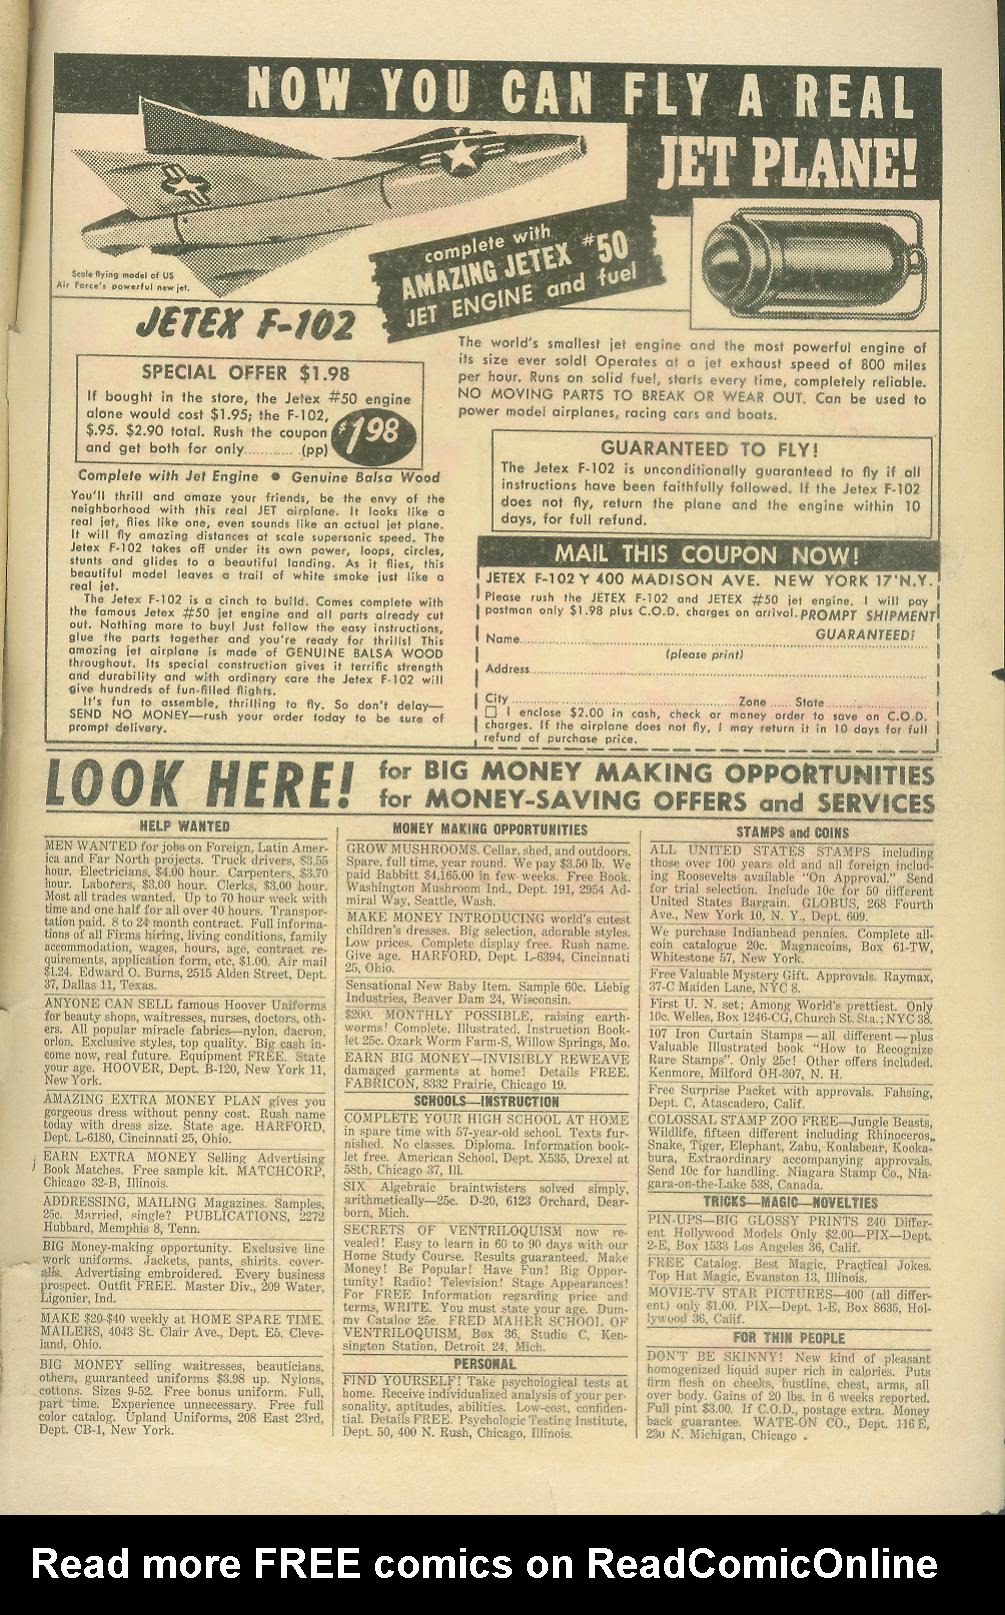 NOW YOU CAN FLY A REAL
JET PLANE!
complete with
AMAZING JETEX #50
JET ENGINE and fuel
Scale flying model of US
Air Force's powerful new jet.
JETEX F-102
SPECIAL OFFER $1.98
If bought in the store, the Jetex #50 engine
alone would cost $1.95; the F-102,
$.95. $2.90 total. Rush the coupon
and get both for only............(pp)
$1.98
Complete with Jet Engine ● Genuine Balsa Wood
You'll thrill and amaze your friends, be the envy of the
neighborhood with this real JET airplane. It looks like a
real jet, flies like one, even sounds like an actual jet plane.
It will fly amazing distances at scale supersonic speed. The
Jetex F-102 takes off under its own power, loops, circles,
stunts and glides to a beautiful landing. As it flies, this
beautiful model leaves a trail of white smoke just like a
real jet.
The Jetex F-102 is a cinch to build. Comes complete with
the famous Jetex #50 jet engine and all parts already cut
out. Nothing more to buy! Just follow the easy instructions,
glue the parts together and you're ready for thrills! This
amazing jet airplane is made of GENUINE BALSA WOOD
throughout. Its special construction gives it terrific strength
and durability and with ordinary care the Jetex F-102 will
give hundreds of fun-filled flights.
It's fun to assemble, thrilling to fly. So don't delay—
SEND NO MONEY—rush your order today to be sure of
prompt delivery.
The world's smallest jet engine and the most powerful engine of
its size ever sold! Operates at a jet exhaust speed of 800 miles
per hour. Runs on solid fuel, starts every time, completely reliable.
NO MOVING PARTS TO BREAK OR WEAR OUT. Can be used to
power model airplanes, racing cars and boats.
GUARANTEED TO FLY!
The Jetex F-102 is unconditionally guaranteed to fly if all
instructions have been faithfully followed. If the Jetex F-102
does not fly, return the plane and the engine within 10
days, for full refund.
MAIL THIS COUPON NOW!
JETEX F-102 Y 400 MADISON AVE. NEW YORK 17 N.Y.
Please rush the JETEX F-102 and JETEX #50 jet engine. I will pay
postman only $1.98 plus C.O.D. charges on arrival. PROMPT SHIPMENT
GUARANTEED!
Name
(please print)
Address
City Zone State
I enclose $2.00 in cash, check or money order to save on C.O.D.
charges. If the airplane does not fly, I may return it in 10 days for full
refund of purchase price.
LOOK HERE!
for BIG MONEY MAKING OPPORTUNITIES
for MONEY-SAVING OFFERS and SERVICES
HELP WANTED
MEN WANTED for jobs on Foreign, Latin Amer-
ica and Far North projects. Truck drivers, $3.55
hour. Electricians, $4.00 hour. Carpenters, $3.70
hour. Laborers, $3.00 hour. Clerks, $3.00 hour.
Most all trades wanted. Up to 70 hour week with
time and one half for all over 40 hours. Transpor-
tation paid. 8 to 24 month contract. Full informa-
tions of all Firms hiring, living conditions, family
accommodation, wages, hours, age, contract re-
quirements, application form, etc, $1.00. Air mail
$1.24. Edward O. Burns, 2515 Alden Street, Dept.
37, Dallas 11, Texas.
ANYONE CAN SELL famous Hoover Uniforms
for beauty shops, waitresses, nurses, doctors, oth-
ers. All popular miracle fabrics—nylon, dacron,
orlon. Exclusive styles, top quality. Big cash in-
come now, real future. Equipment FREE. State
your age. HOOVER, Dept. B-120, New York 11,
New York.
AMAZING EXTRA MONEY PLAN gives you
gorgeous dress without penny cost. Rush name
today with dress size. State age. HARFORD,
Dept. L-6180, Cincinnati 25, Ohio.
EARN EXTRA MONEY Selling Advertising
Book Matches. Free sample kit. MATCHCORP,
Chicago 32-B, Illinois.
ADDRESSING, MAILING Magazines. Samples,
25c. Married, single? PUBLICATIONS, 2272
Hubbard, Memphis 8, Tenn.
BIG Money-making opportunity. Exclusive line
work uniforms. Jackets, pants, shirits, cover-
alls. Advertising embroidered. Every business
prospect. Outfit FREE. Master Div., 209 Water,
Ligonier, Ind.
MAKE $20-$40 weekly at HOME SPARE TIME.
MAILERS, 4043 St. Clair Ave., Dept. E5, Cleve-
land, Ohio.
BIG MONEY selling waitresses, beauticians,
others, guaranteed uniforms $3.98 up. Nylons,
cottons. Sizes 9-52. Free bonus uniform. Full,
part time. Experience unnecessary. Free full
color catalog. Upland Uniforms, 208 East 23rd,
Dept. CB-1, New York.
MONEY MAKING OPPORTUNITIES
GROW MUSHROOMS. Cellar, shed, and outdoors.
Spare, full time, year round. We pay $3.50 lb. We
paid Babbitt $4,165.00 in few weeks. Free Book.
Washington Mushroom Ind., Dept. 191, 2954 Ad-
miral Way, Seattle, Wash.
MAKE MONEY INTRODUCING world's cutest
children's dresses. Big selection, adorable styles.
Low prices. Complete display free. Rush name.
Give age. HARFORD, Dept. L-6394, Cincinnati
25, Ohio.
Sensational New Baby Item. Sample 60c. Liebig
Industries, Beaver Dam 24, Wisconsin.
$200. MONTHLY POSSIBLE, raising earth-
worms! Complete. Illustrated. Instruction Book-
let 25c. Ozark Worm Farm-S, Willow Springs, Mo.
EARN BIG MONEY—INVISIBLY REWEAVE
damaged garments at home! Details FREE.
FABRICON, 8332 Prairie, Chicago 19.
SCHOOLS—INSTRUCTION
COMPLETE YOUR HIGH SCHOOL AT HOME
in spare time with 57-year-old school. Texts fur-
nished. No classes. Diploma. Information book-
let free. American School, Dept. X535, Drexel at
58th, Chicago 37, Ill.
SIX Algebraic braintwisters solved simply,
arithmetically—25c. D-20, 6123 Orchard, Dear-
born, Mich.
SECRETS OF VENTRILOQUISM now re-
vealed! Easy to learn in 60 to 90 days with our
Home Study Course. Results guaranteed. Make
Money! Be Popular! Have Fun! Big Oppor-
tunity! Radio! Television! Stage Appearances!
For FREE Information regarding price and
terms, WRITE. You must state your age. Dum-
my Catalog 25c. FRED MAHER SCHOOL OF
VENTRILOQUISM, Box 36, Studio C, Ken-
sington Station, Detroit 24, Mich.
PERSONAL
FIND YOURSELF! Take psychological tests at
home. Receive individualized analysis of your per-
sonality, aptitudes, abilities. Low-cost, confiden-
tial. Details FREE. Psychologic Testing Institute,
Dept. 50, 400 N. Rush, Chicago, Illinois.
STAMPS and COINS
ALL UNITED STATES STAMPS including
those over 100 years old and all foreign includ-
ing Roosevelts available "On Approval." Send
for trial selection. Include 10c for 50 different
United States Bargain. GLOBUS, 268 Fourth
Ave., New York 10, N. Y., Dept. 609.
We purchase Indianhead pennies. Complete all-
coin catalogue 20c. Magnacoins, Box 61-TW,
Whitestone 57, New York.
Free Valuable Mystery Gift. Approvals. Raymax,
37-C Maiden Lane, NYC 8.
First U. N. set; Among World's prettiest. Only
10c. Welles, Box 1246-CG, Church St. Sta.; NYC 38.
107 Iron Curtain Stamps—all different—plus
Valuable Illustrated book "How to Recognize
Rare Stamps". Only 25c! Other offers included.
Kenmore, Milford OH-307, N. H.
Free Surprise Packet with approvals. Fahsing,
Dept. C, Atascadero, Calif.
COLOSSAL STAMP ZOO FREE—Jungle Beasts,
Wildlife, fifteen different including Rhinoceros,
Snake, Tiger, Elephant, Zabu, Koalabear, Kooka-
bura, Extraordinary accompanying approvals.
Send 10c for handling. Niagara Stamp Co., Nia-
gara-on-the-Lake 538, Canada.
TRICKS—MAGIC—NOVELTIES
PIN-UPS—BIG GLOSSY PRINTS 240 Differ-
ent Hollywood Models Only $2.00—PIX—Dept.
2-E, Box 1533 Los Angeles 36, Calif.
FREE Catalog. Best Magic, Practical Jokes.
Top Hat Magic, Evanston 13, Illinois.
MOVIE-TV STAR PICTURES—400 (all differ-
ent) only $1.00. PIX—Dept. 1-E, Box 8635, Hol-
lywood 36, Calif.
FOR THIN PEOPLE
DON'T BE SKINNY! New kind of pleasant
homogenized liquid super rich in calories. Puts
firm flesh on cheeks, bustline, chest, arms, all
over body. Gains of 20 lbs. in 6 weeks reported.
Full pint $3.00. If C.O.D., postage extra. Money
back guarantee. WATE-ON CO., Dept. 116 E,
230 N. Michigan, Chicago .
Read more FREE comics on ReadComicOnline